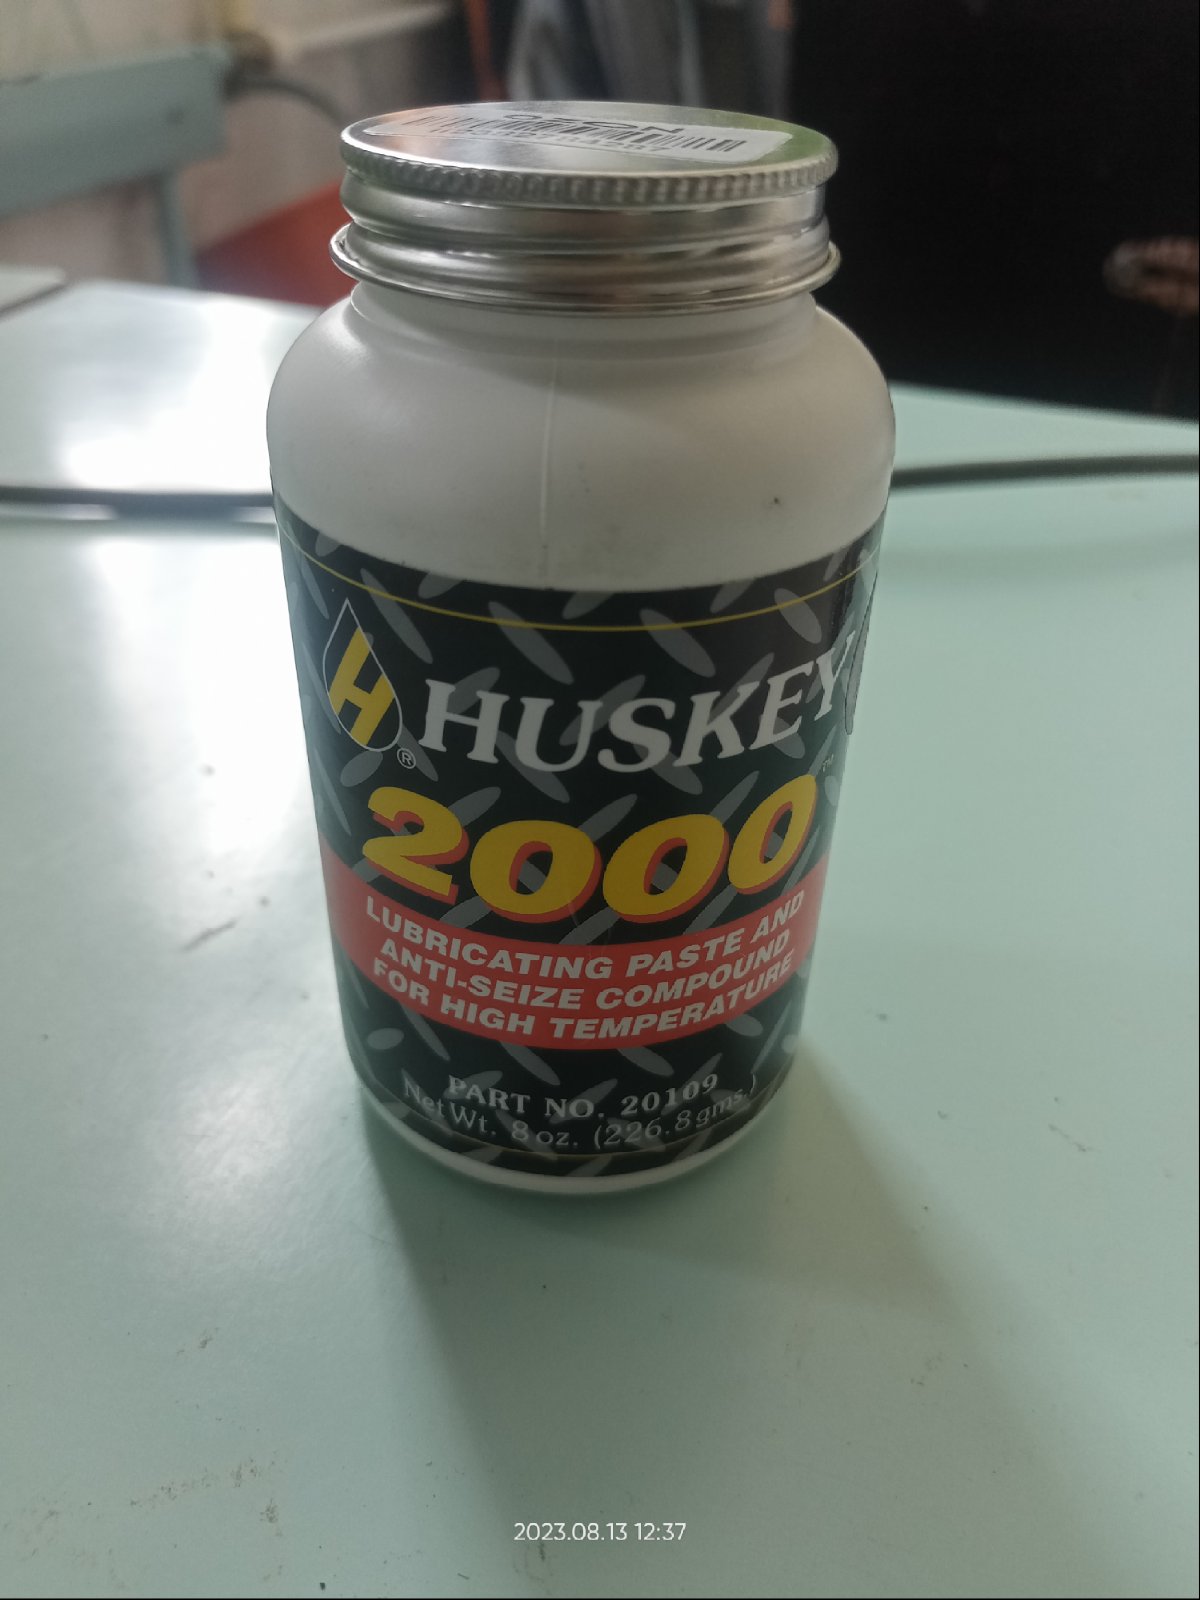 H
®
HUSKEY
2000
™
LUBRICATING PASTE AND
ANTI-SEIZE COMPOUND
FOR HIGH TEMPERATURE
PART NO. 20109
Net Wt. 8 oz. (226.8 gms.)
2023.08.13 12:37